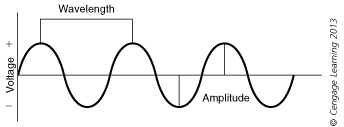 Wavelength
+
Voltage
−
Amplitude
© Cengage Learning 2013